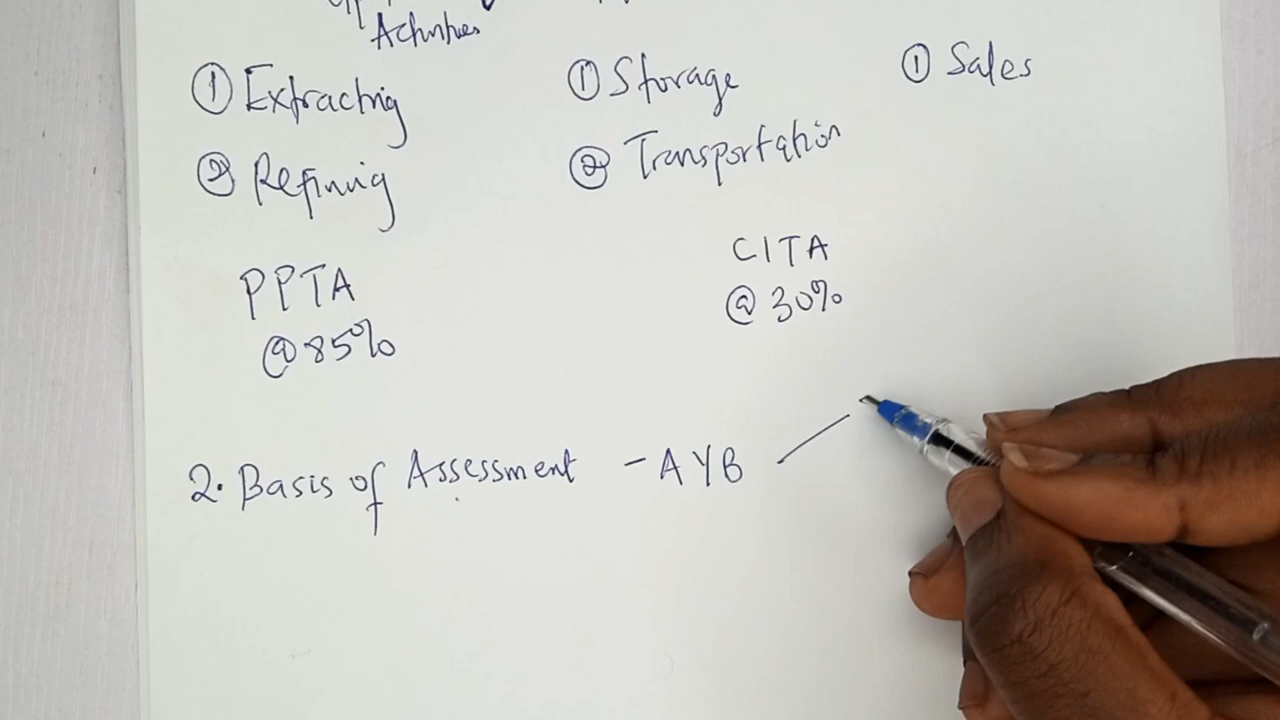 Activities
① Extracting
① Storage
① Sales
② Refining
② Transportation
PPTA
@ 85%
CITA
@ 30%
2. Basis of Assessment - AYB